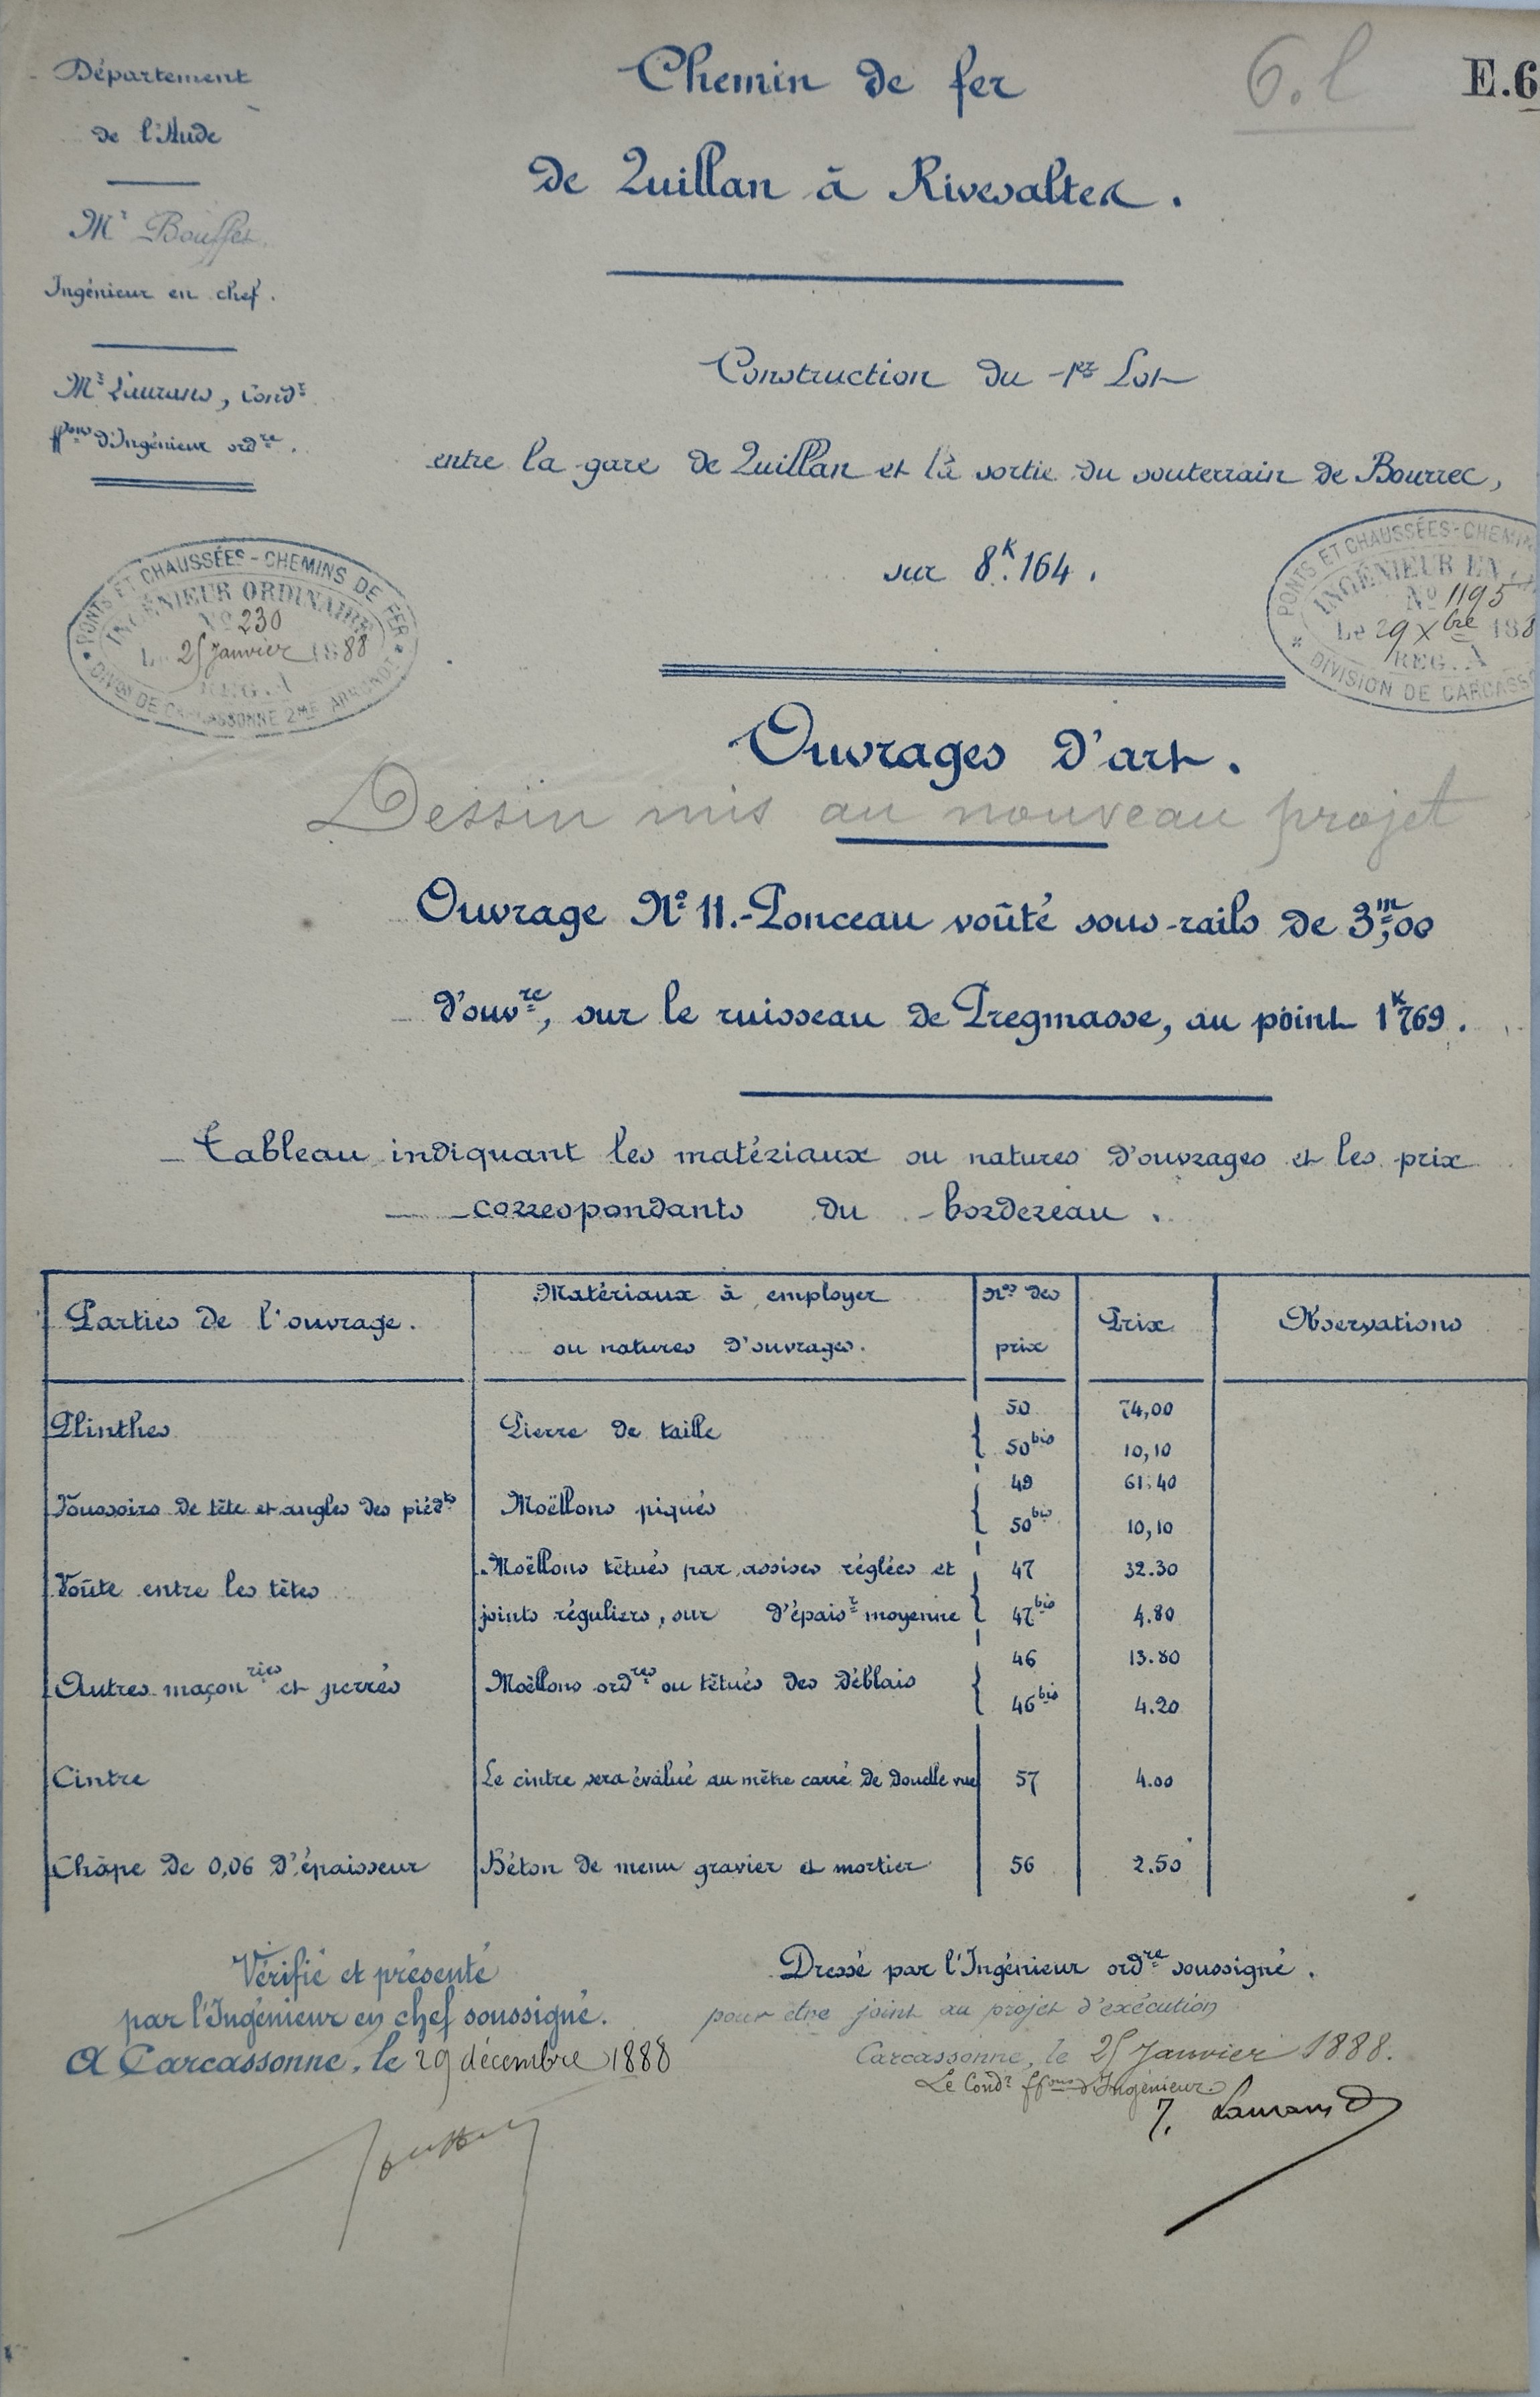 Département
de l'Aude
Mr Bouffet
Ingénieur en chef.
Mr Laurans, Condr
ffons d'Ingénieur ordre.
Chemin de fer
de Quillan à Rivesaltes.
6.l
E.6
Construction du 1er Lot
entre la gare de Quillan et la sortie du souterrain de Bourrec,
sur 8k.164.
PONTS ET CHAUSSÉES - CHEMINS DE FER
INGÉNIEUR ORDINAIRE
No 230
Le 25 Janvier 1888
REG. A
DIVon DE CARCASSONNE 2ME ARRONDT
PONTS ET CHAUSSÉES - CHEMIN
INGÉNIEUR EN
No 1195
Le 29 Xbre 188
REG. A
DIVISION DE CARCASSO
Ouvrages d'art.
Dessin mis au nouveau projet
Ouvrage No 11.- Ponceau voûté sous-rails de 3m,00
d'ouvre, sur le ruisseau de Pregmasse, au point 1k769.
Tableau indiquant les matériaux ou natures d'ouvrages et les prix
correspondants du bordereau.
Parties de l'ouvrage. Matériaux à employer ou natures d'ouvrages. Nos des prix Prix Observations
Plinthes Pierre de taille { 50 74,00
50bis 10,10
Voussoirs de tête et angles des piédts Moëllons piqués { 49 61.40
50bis 10,10
Voûte entre les têtes Moëllons têtués par assises réglées et 47 32.30
joints réguliers, sur d'épaisr moyenne { 47bis 4.80
Autres maçonries et perrés Moëllons ordres ou têtués des déblais { 46 13.80
46bis 4.20
Cintre Le cintre sera évalué au mètre carré de douelle vue 57 4.00
Châpe de 0,06 d'épaisseur Béton de menu gravier et mortier 56 2.50
Vérifié et présenté
par l'Ingénieur en chef soussigné.
A Carcassonne, le 29 décembre 1888
Bouffet
Dressé par l'Ingénieur ordre soussigné.
pour être joint au projet d'exécution
Carcassonne, le 25 Janvier 1888.
Le Condr ffons d'Ingénieur.
J. Laurans